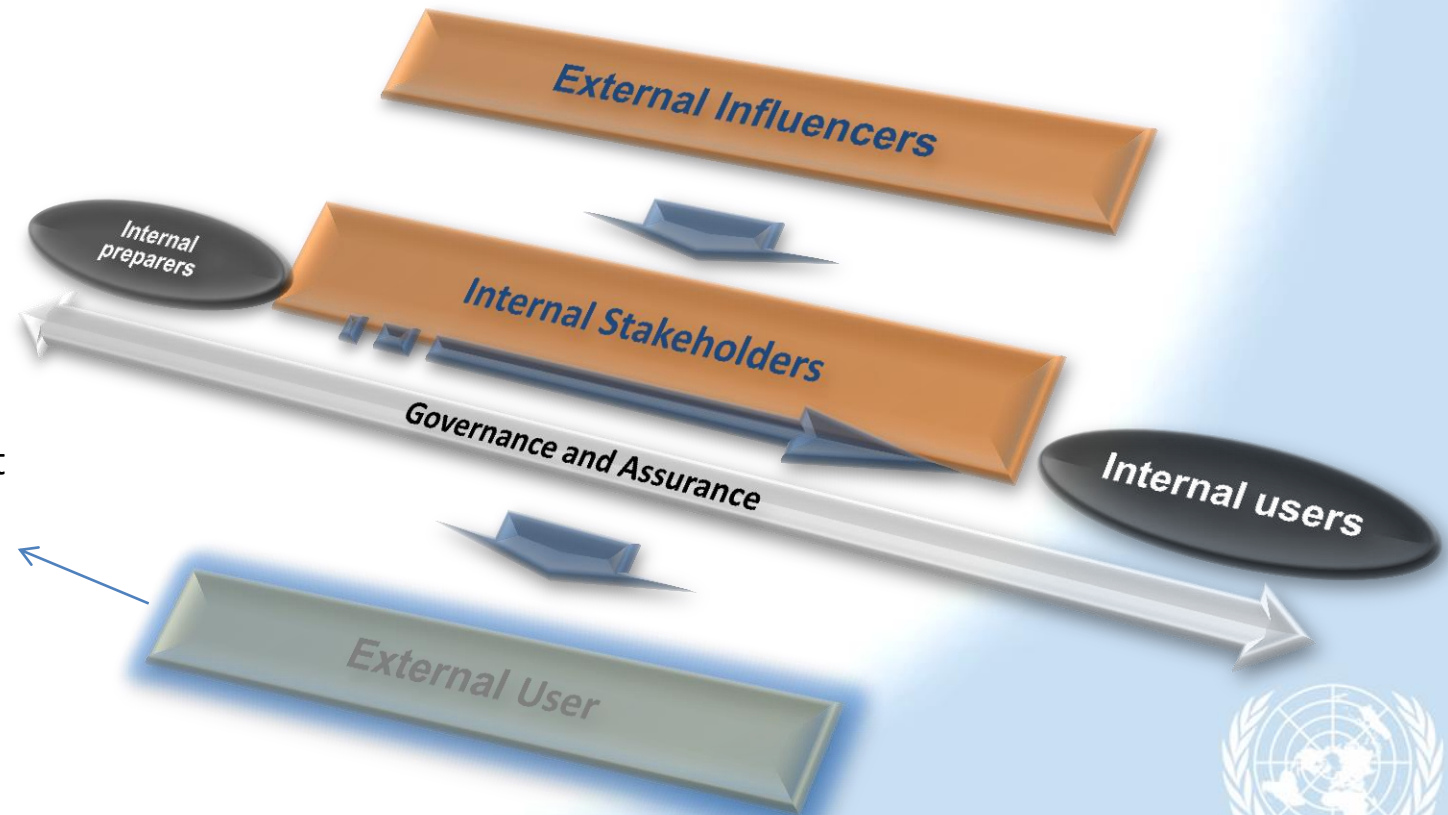 External Influencers
Internal
preparers
Internal Stakeholders
Governance and Assurance
Internal users
External User